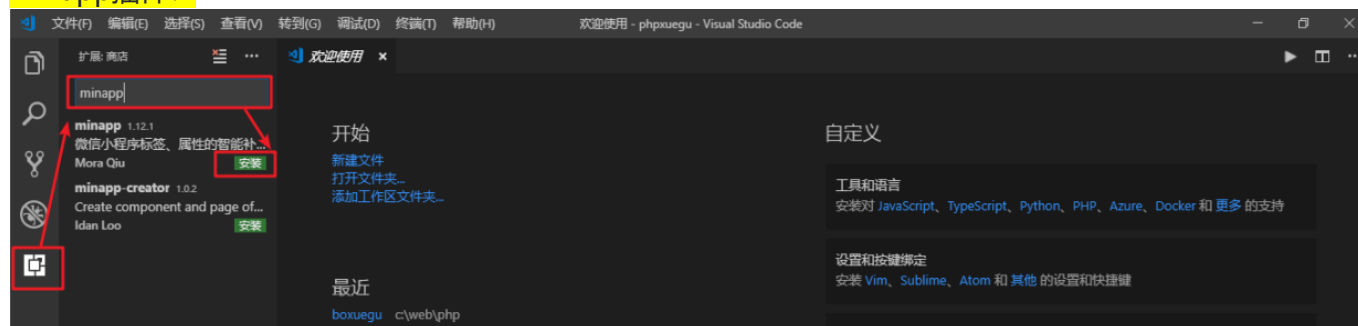 app插件：
文件(F) 编辑(E) 选择(S) 查看(V) 转到(G) 调试(D) 终端(T) 帮助(H) 欢迎使用 - phpxuegu - Visual Studio Code
扩展: 商店
欢迎使用
minapp
minapp 1.12.1
微信小程序标签、属性的智能补...
Mora Qiu 安装
minapp-creator 1.0.2
Create component and page of...
Idan Loo 安装
开始
新建文件
打开文件夹...
添加工作区文件夹...
最近
boxuegu c:\web\php
自定义
工具和语言
安装对 JavaScript、TypeScript、Python、PHP、Azure、Docker 和 更多 的支持
设置和按键绑定
安装 Vim、Sublime、Atom 和 其他 的设置和快捷键